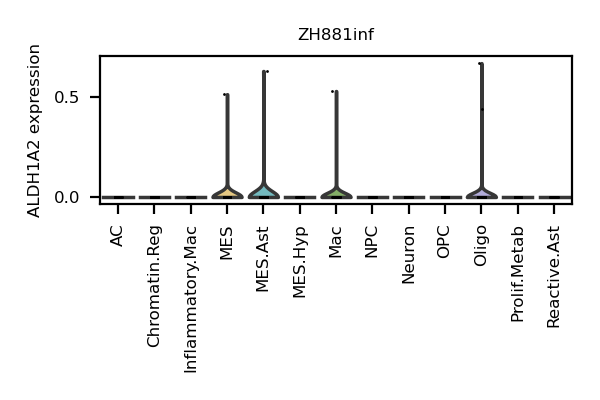 ZH881inf
ALDH1A2 expression
0.5
0.0
AC
Chromatin.Reg
Inflammatory.Mac
MES
MES.Ast
MES.Hyp
Mac
NPC
Neuron
OPC
Oligo
Prolif.Metab
Reactive.Ast